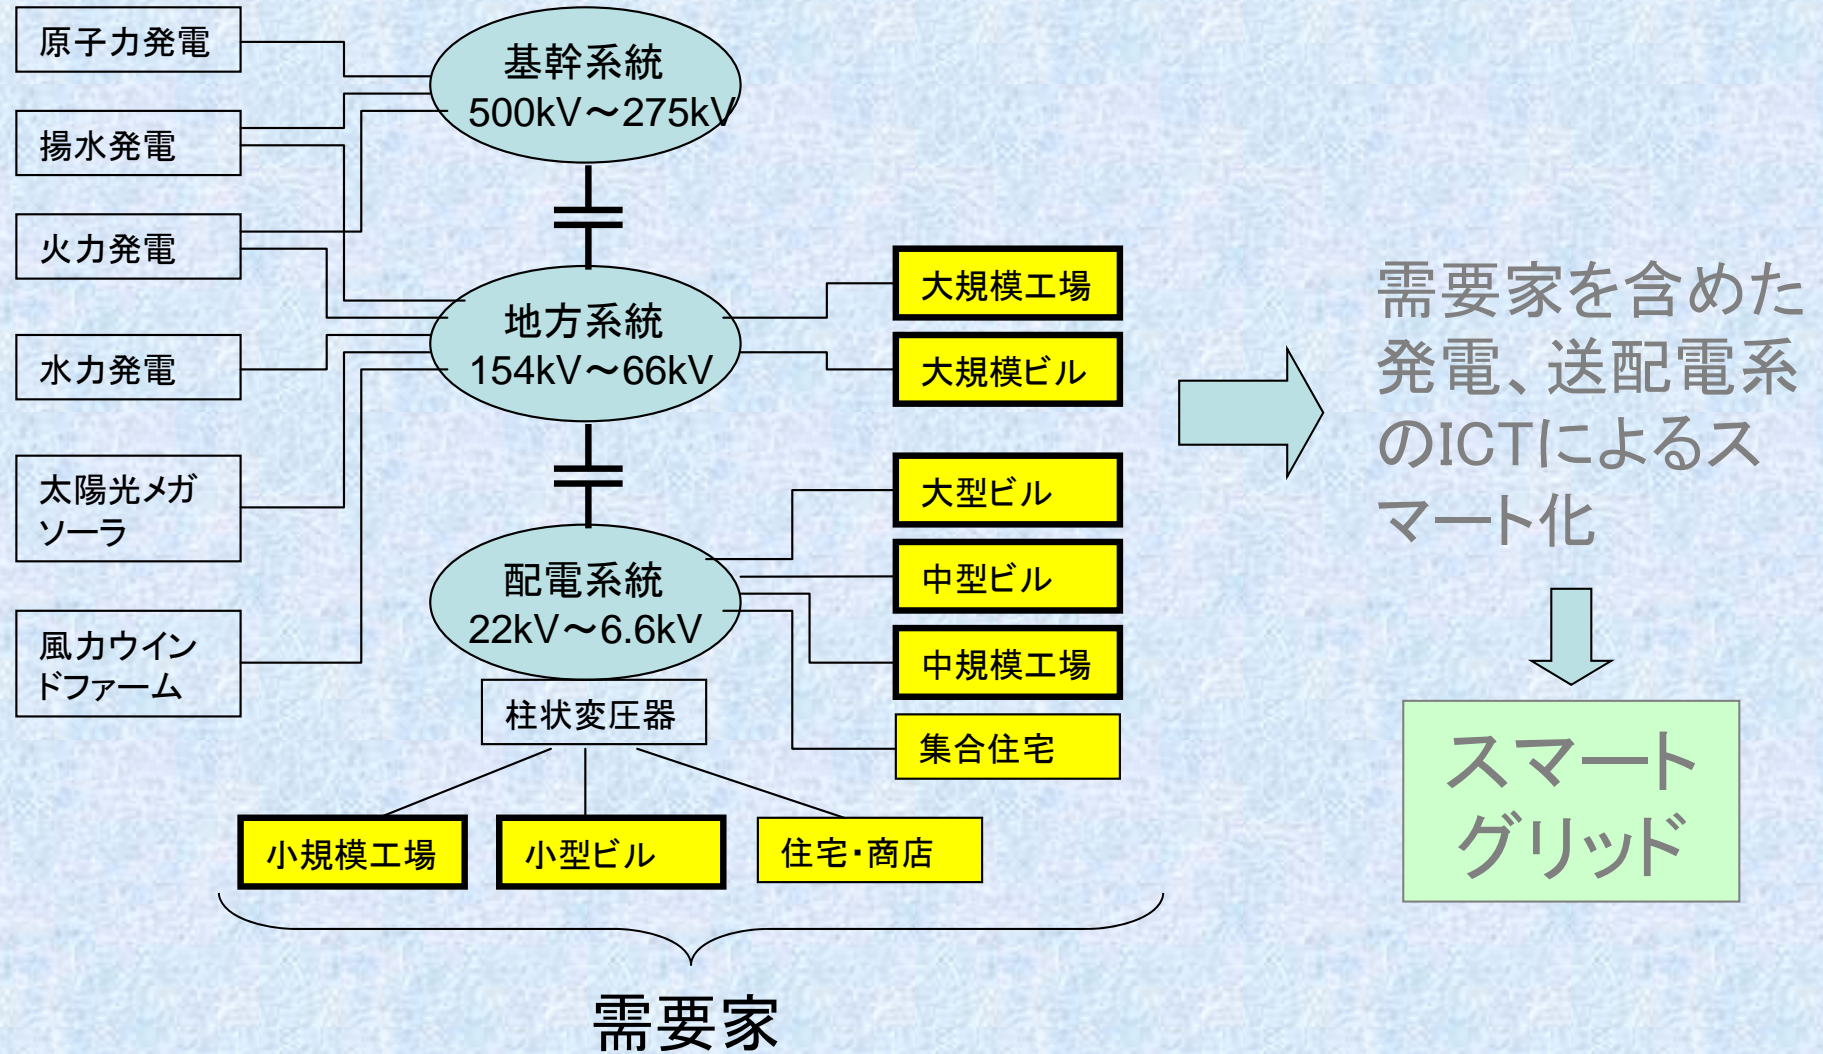 原子力発電
揚水発電
火力発電
水力発電
太陽光メガ
ソーラ
風力ウイン
ドファーム
基幹系統
500kV～275kV
地方系統
154kV～66kV
配電系統
22kV～6.6kV
柱状変圧器
大規模工場
大規模ビル
大型ビル
中型ビル
中規模工場
集合住宅
小規模工場
小型ビル
住宅・商店
需要家
需要家を含めた
発電、送配電系
のICTによるス
マート化
スマート
グリッド